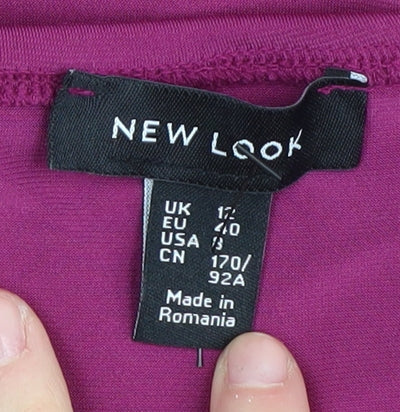 NEW LOOK
UK 12
EU 40
USA 8
CN 170/
92A
Made in
Romania